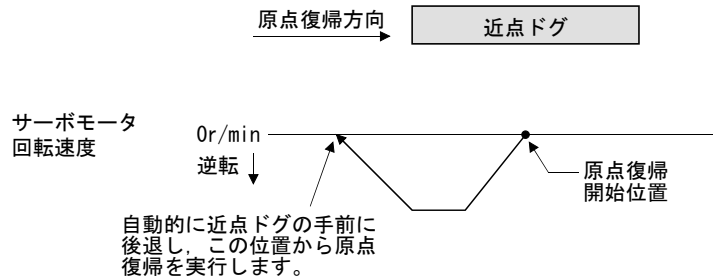 原点復帰方向
近点ドグ
サーボモータ
回転速度
0r/min
逆転
原点復帰
開始位置
自動的に近点ドグの手前に
後退し，この位置から原点
復帰を実行します。